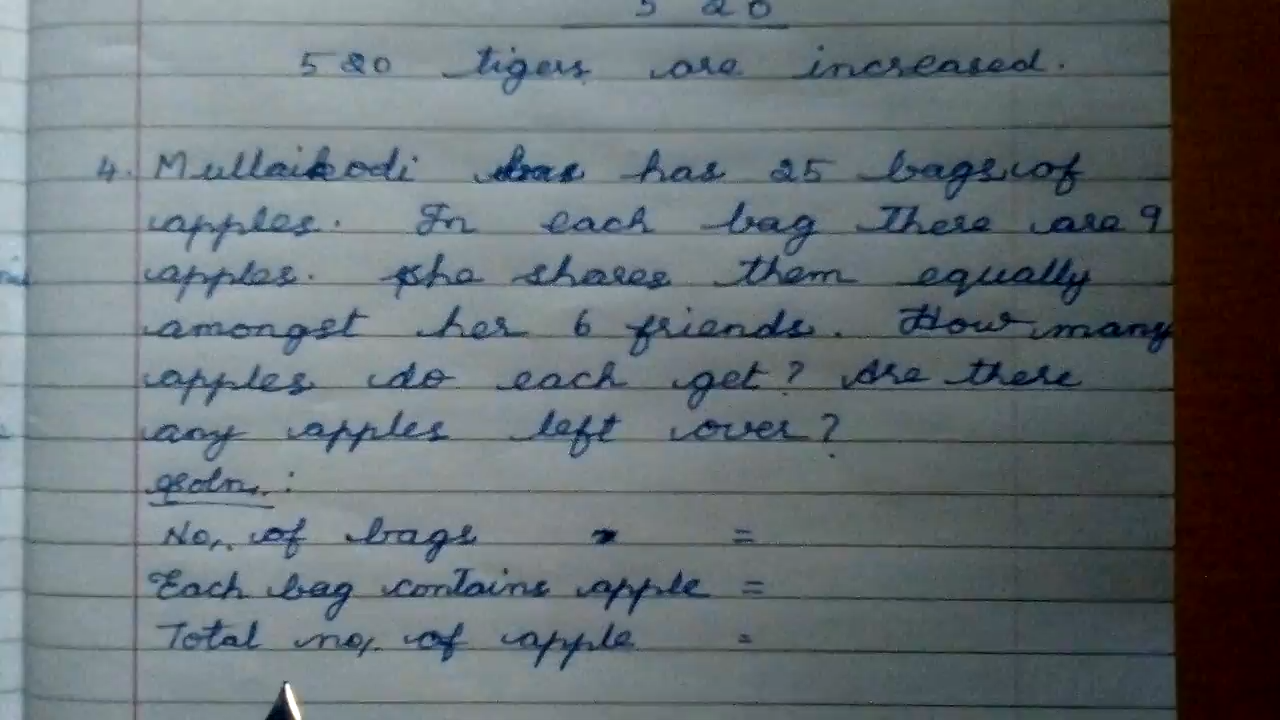 520
520 tigers are increased.
4. Mullaikodi has 25 bags of
apples. In each bag there are 9
apples. she shares them equally
amongst her 6 friends. How many
apples do each get? Are there
any apples left over?
soln. :
No. of bags =
Each bag contains apple =
Total no. of apple =